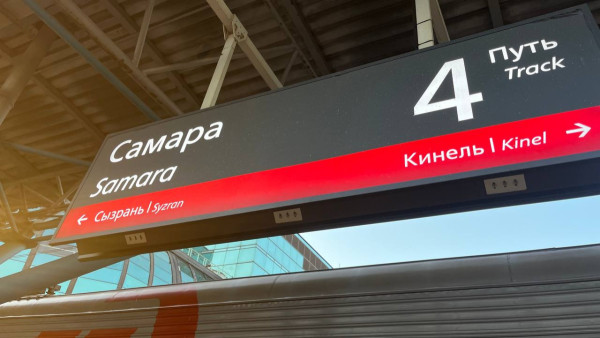 Самара
Samara
4 Путь
Track
← Сызрань | Syzran
Кинель | Kinel →